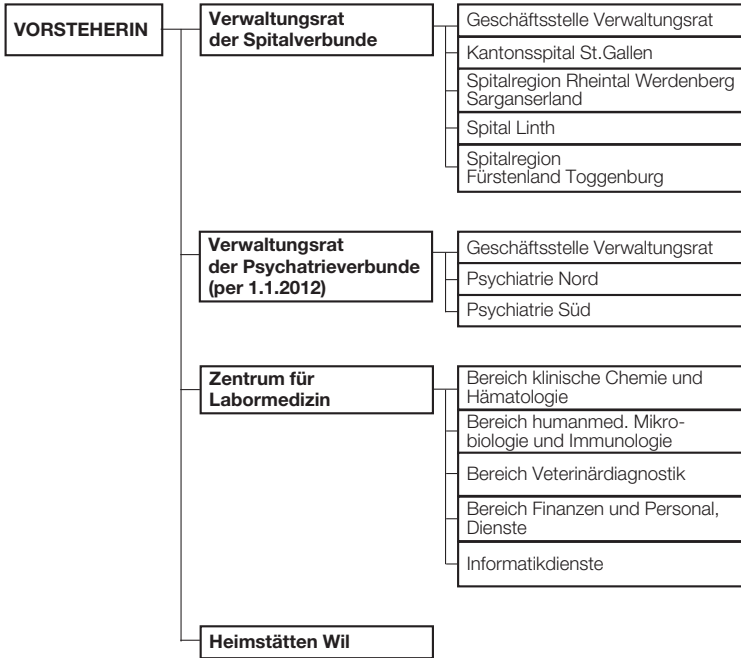 VORSTEHERIN
Verwaltungsrat
der Spitalverbunde
Geschäftsstelle Verwaltungsrat
Kantonsspital St.Gallen
Spitalregion Rheintal Werdenberg
Sarganserland
Spital Linth
Spitalregion
Fürstenland Toggenburg
Verwaltungsrat
der Psychatrieverbunde
(per 1.1.2012)
Geschäftsstelle Verwaltungsrat
Psychiatrie Nord
Psychiatrie Süd
Zentrum für
Labormedizin
Bereich klinische Chemie und
Hämatologie
Bereich humanmed. Mikro-
biologie und Immunologie
Bereich Veterinärdiagnostik
Bereich Finanzen und Personal,
Dienste
Informatikdienste
Heimstätten Wil